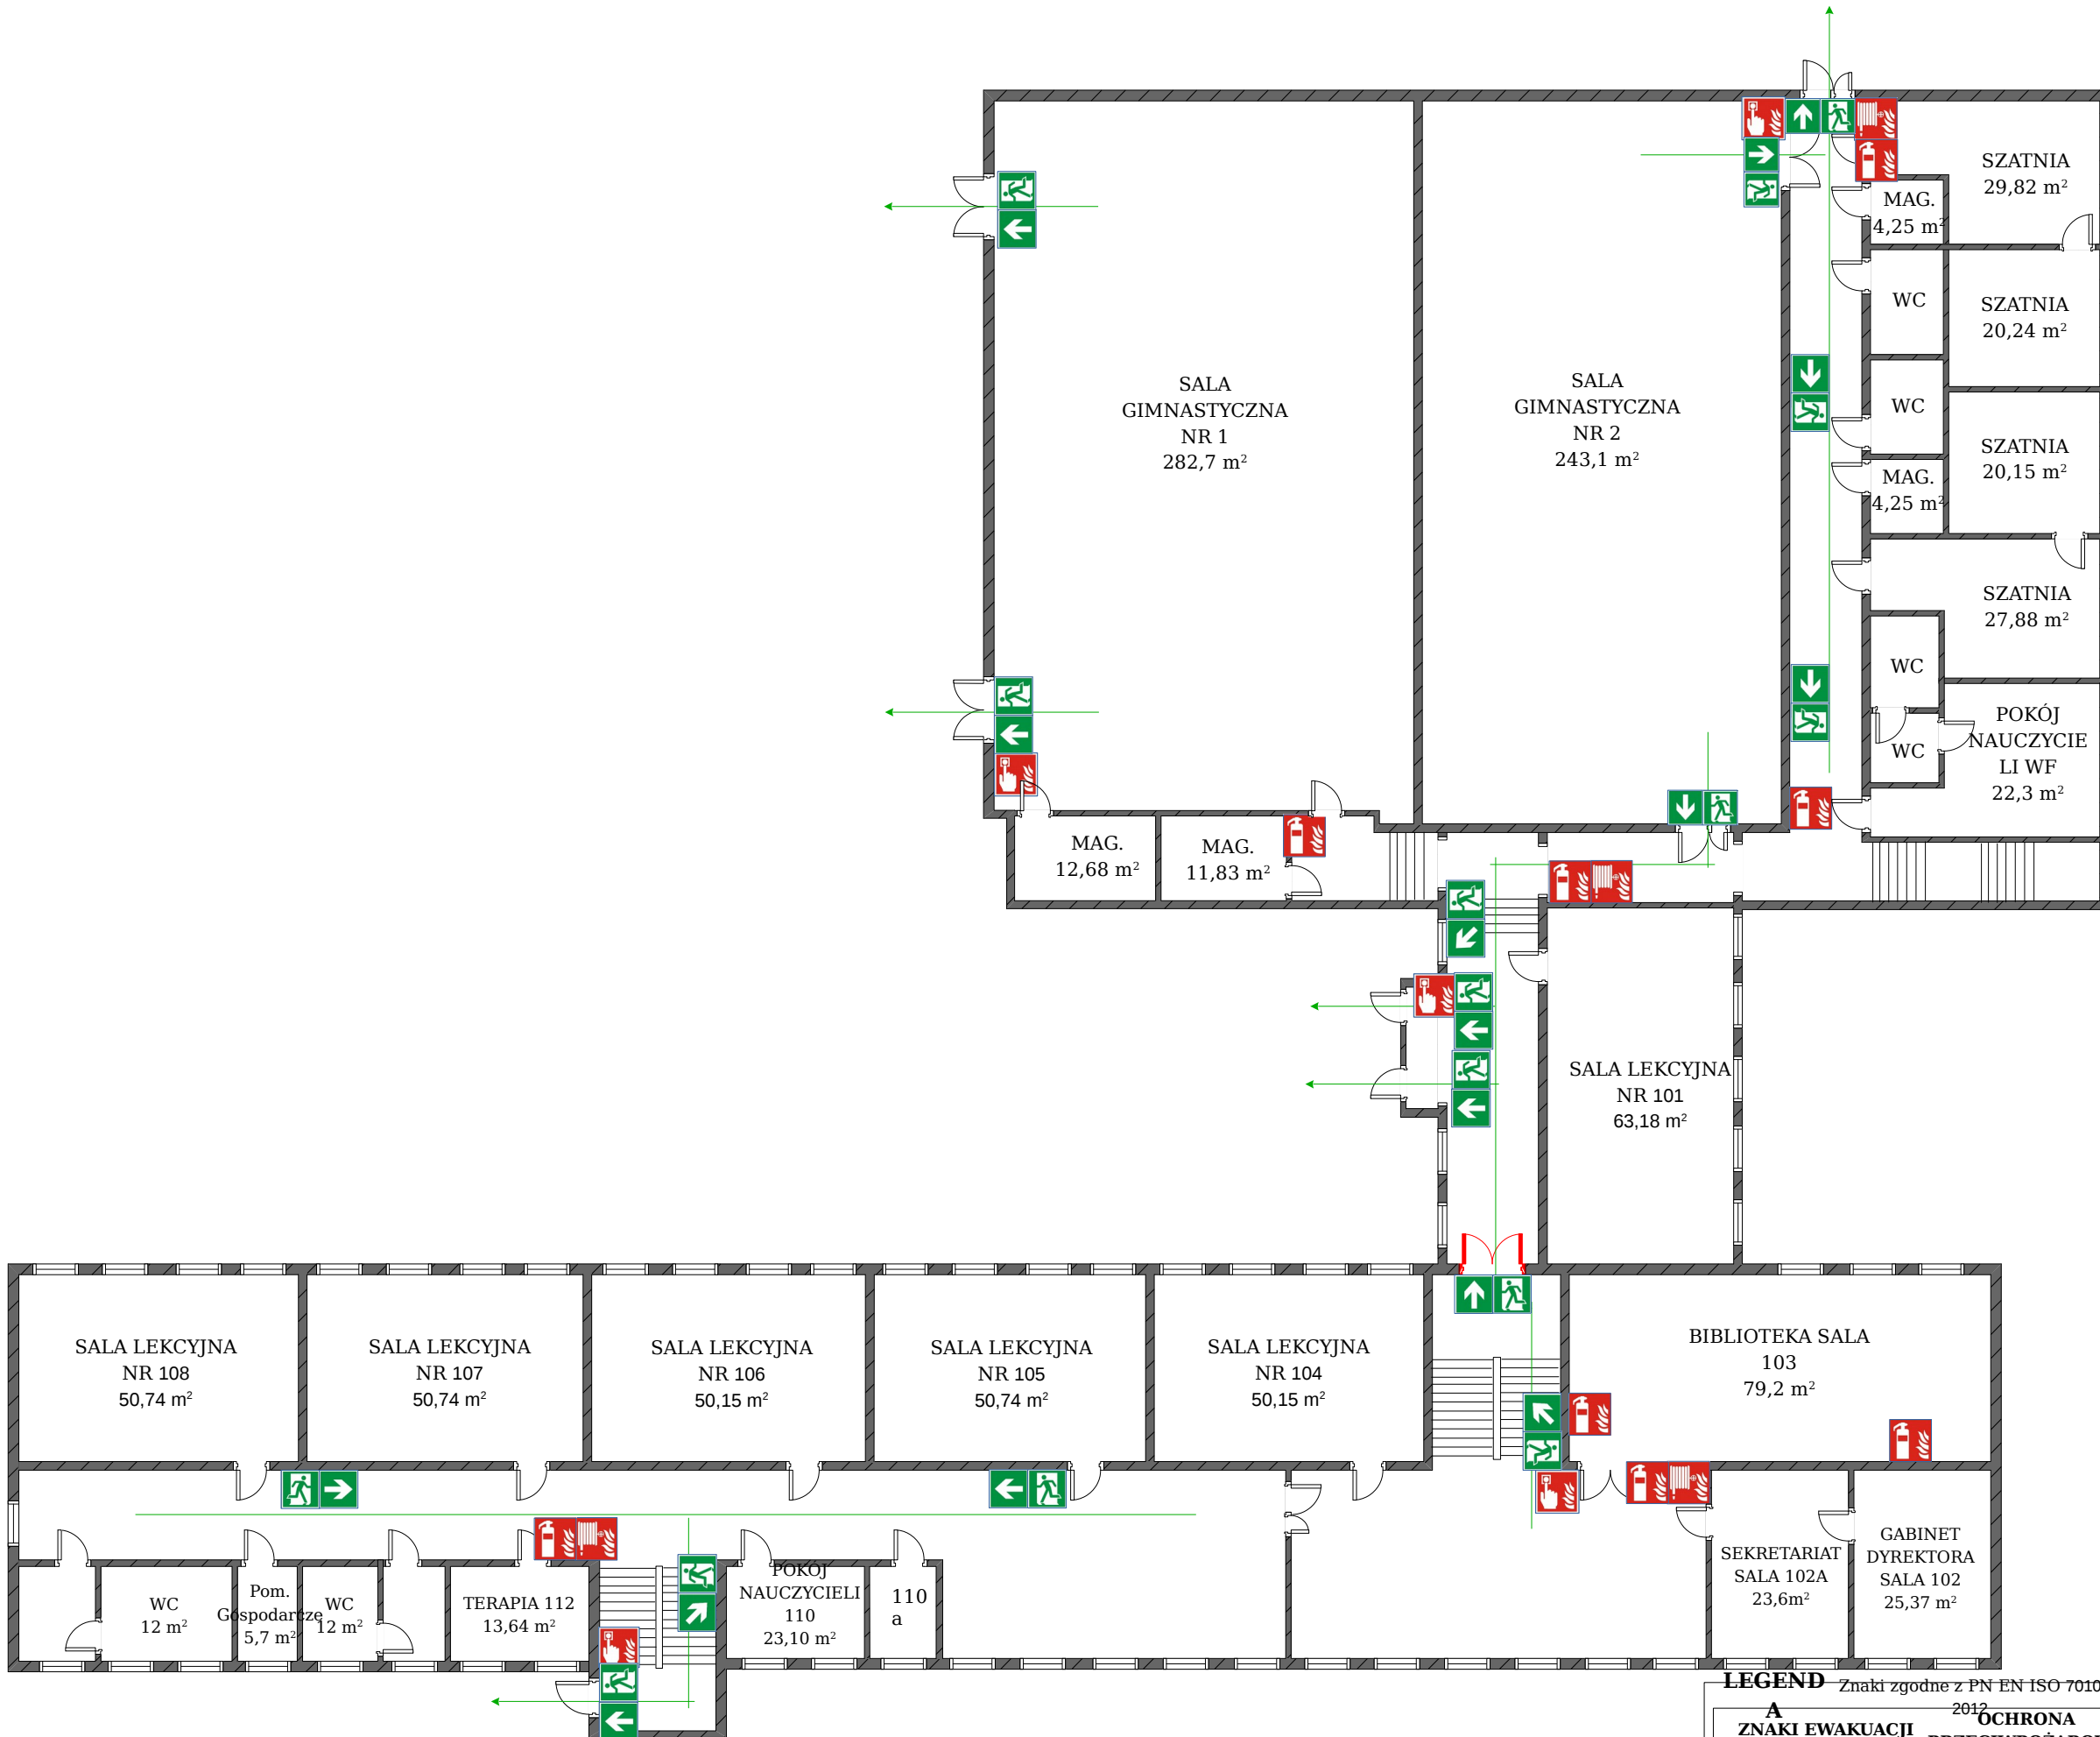 SZATNIA
29,82 m²
MAG.
4,25 m²
WC
SZATNIA
20,24 m²
SALA
GIMNASTYCZNA
NR 1
282,7 m²
SALA
GIMNASTYCZNA
NR 2
243,1 m²
WC
SZATNIA
20,15 m²
MAG.
4,25 m²
SZATNIA
27,88 m²
WC
WC
POKÓJ
NAUCZYCIE
LI WF
22,3 m²
MAG.
12,68 m²
MAG.
11,83 m²
SALA LEKCYJNA
NR 101
63,18 m²
SALA LEKCYJNA
NR 108
50,74 m²
SALA LEKCYJNA
NR 107
50,74 m²
SALA LEKCYJNA
NR 106
50,15 m²
SALA LEKCYJNA
NR 105
50,74 m²
SALA LEKCYJNA
NR 104
50,15 m²
BIBLIOTEKA SALA
103
79,2 m²
WC
12 m²
Pom.
Gospodarcze
5,7 m²
WC
12 m²
TERAPIA 112
13,64 m²
POKÓJ
NAUCZYCIELI
110
23,10 m²
110
a
SEKRETARIAT
SALA 102A
23,6m²
GABINET
DYREKTORA
SALA 102
25,37 m²
LEGEND
A
Znaki zgodne z PN EN ISO 7010
2012
ZNAKI EWAKUACJI
OCHRONA